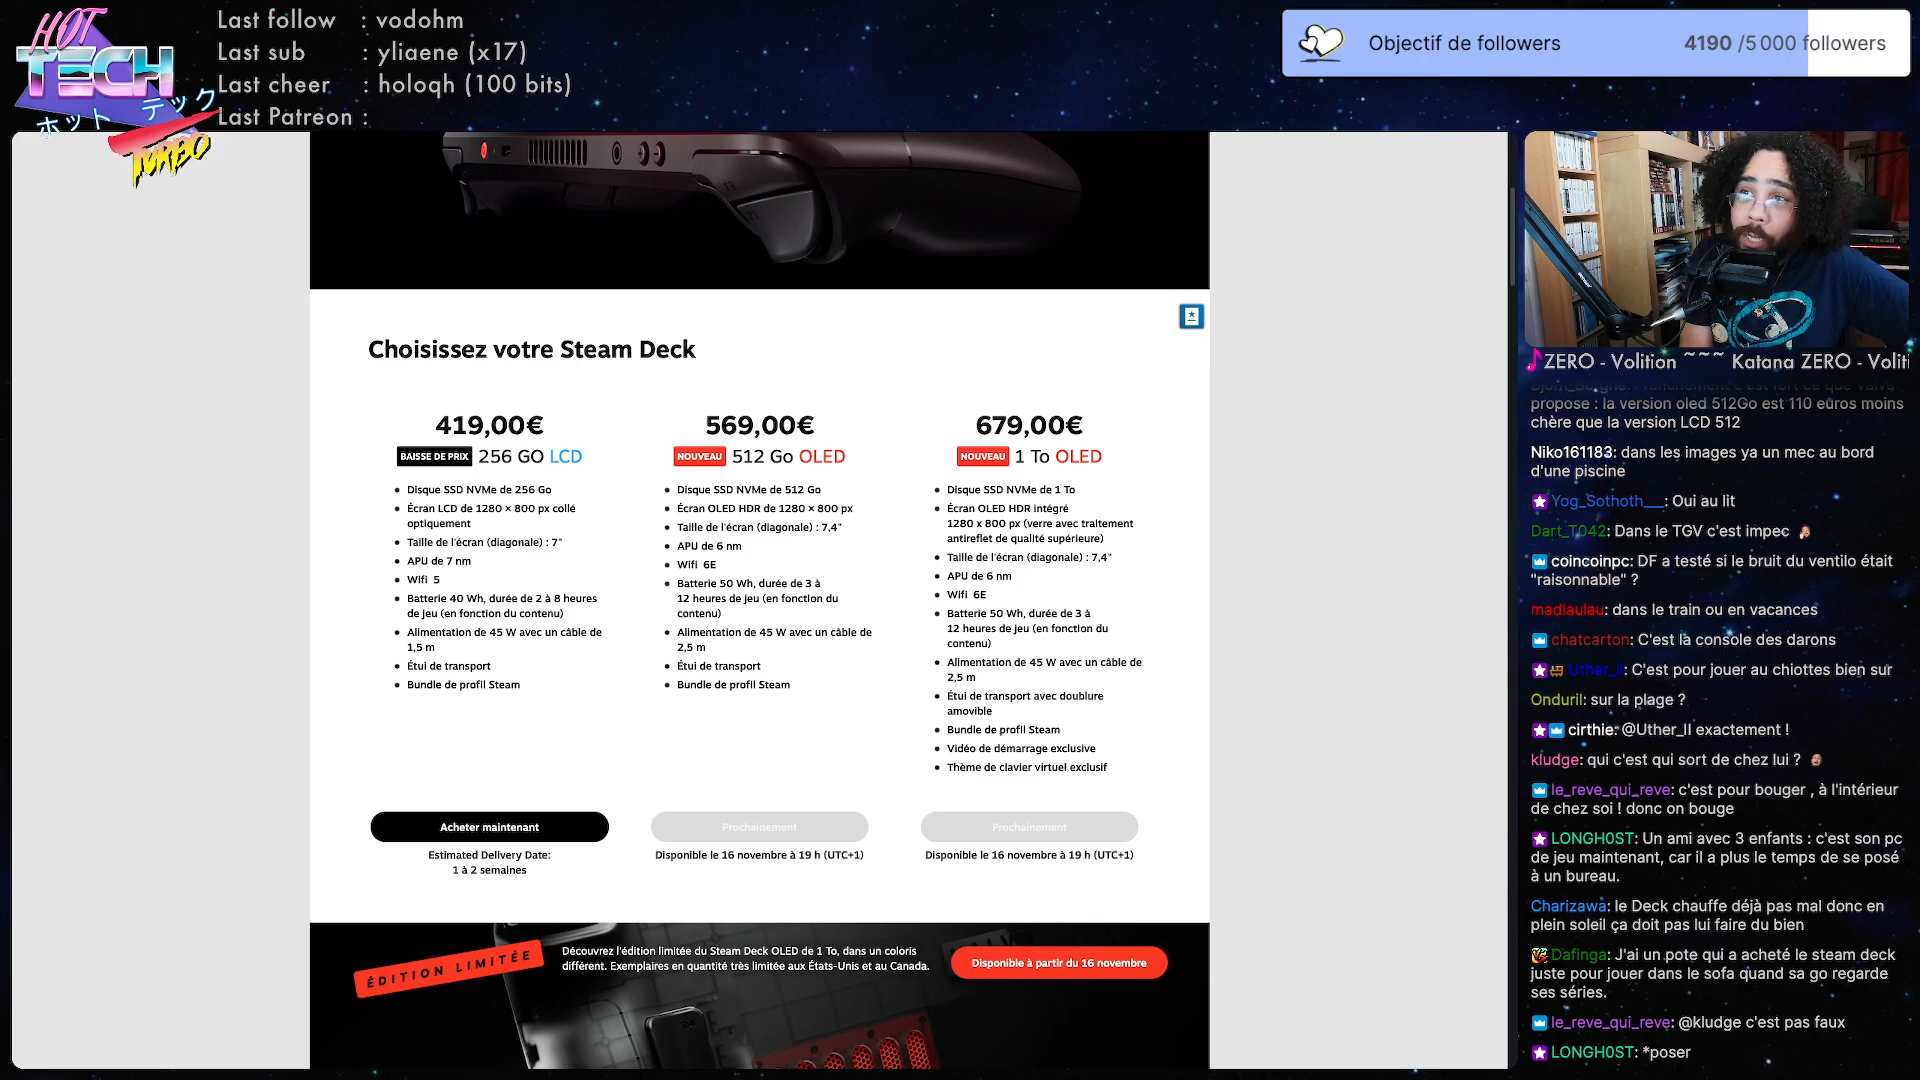 HOT
TECH
ホット テック
TURBO
Last follow : vodohm
Last sub : yliaene (x17)
Last cheer : holoqh (100 bits)
Last Patreon :
Objectif de followers 4190 /5 000 followers
Choisissez votre Steam Deck
419,00€
BAISSE DE PRIX 256 GO LCD
Disque SSD NVMe de 256 Go
Écran LCD de 1280 × 800 px collé
optiquement
Taille de l'écran (diagonale) : 7"
APU de 7 nm
Wifi 5
Batterie 40 Wh, durée de 2 à 8 heures
de jeu (en fonction du contenu)
Alimentation de 45 W avec un câble de
1,5 m
Étui de transport
Bundle de profil Steam
Acheter maintenant
Estimated Delivery Date:
1 à 2 semaines
569,00€
NOUVEAU 512 Go OLED
Disque SSD NVMe de 512 Go
Écran OLED HDR de 1280 × 800 px
Taille de l'écran (diagonale) : 7,4"
APU de 6 nm
Wifi 6E
Batterie 50 Wh, durée de 3 à
12 heures de jeu (en fonction du
contenu)
Alimentation de 45 W avec un câble de
2,5 m
Étui de transport
Bundle de profil Steam
Prochainement
Disponible le 16 novembre à 19 h (UTC+1)
679,00€
NOUVEAU 1 To OLED
Disque SSD NVMe de 1 To
Écran OLED HDR intégré
1280 x 800 px (verre avec traitement
antireflet de qualité supérieure)
Taille de l'écran (diagonale) : 7,4"
APU de 6 nm
Wifi 6E
Batterie 50 Wh, durée de 3 à
12 heures de jeu (en fonction du
contenu)
Alimentation de 45 W avec un câble de
2,5 m
Étui de transport avec doublure
amovible
Bundle de profil Steam
Vidéo de démarrage exclusive
Thème de clavier virtuel exclusif
Prochainement
Disponible le 16 novembre à 19 h (UTC+1)
ÉDITION LIMITÉE
Découvrez l'édition limitée du Steam Deck OLED de 1 To, dans un coloris
différent. Exemplaires en quantité très limitée aux États-Unis et au Canada.
Disponible à partir du 16 novembre
ZERO - Volition ~~~ Katana ZERO - Voliti
propose : la version oled 512Go est 110 euros moins
chère que la version LCD 512
Niko161183: dans les images ya un mec au bord
d'une piscine
Yog_Sothoth___: Oui au lit
Dart_T042: Dans le TGV c'est impec
coincoinpc: DF a testé si le bruit du ventilo était
"raisonnable" ?
madlaulau: dans le train ou en vacances
chatcarton: C'est la console des darons
Uther_II: C'est pour jouer au chiottes bien sur
Onduril: sur la plage ?
cirthie: @Uther_II exactement !
kludge: qui c'est qui sort de chez lui ?
le_reve_qui_reve: c'est pour bouger , à l'intérieur
de chez soi ! donc on bouge
LONGH0ST: Un ami avec 3 enfants : c'est son pc
de jeu maintenant, car il a plus le temps de se posé
à un bureau.
Charizawa: le Deck chauffe déjà pas mal donc en
plein soleil ça doit pas lui faire du bien
Dafinga: J'ai un pote qui a acheté le steam deck
juste pour jouer dans le sofa quand sa go regarde
ses séries.
le_reve_qui_reve: @kludge c'est pas faux
LONGH0ST: *poser